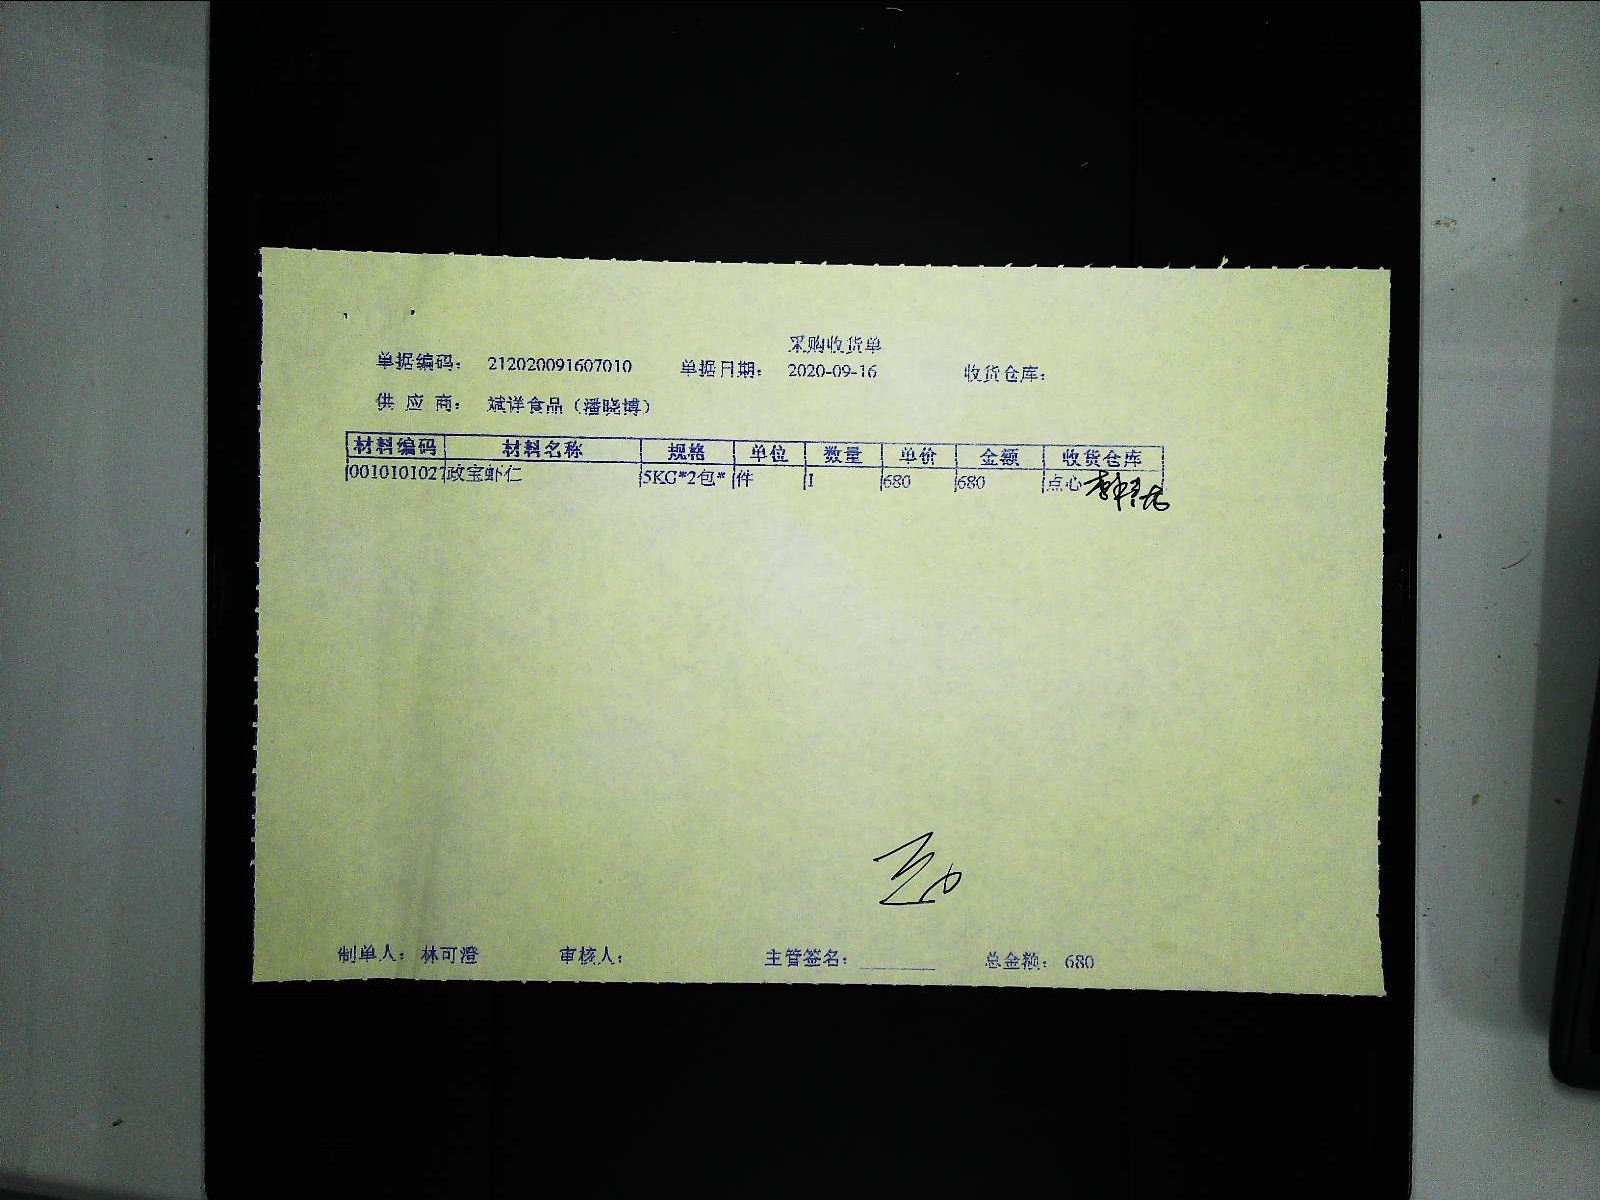 采购收货单
单据编码： 212020091607010 单据日期： 2020-09-16 收货仓库：
供 应 商： 斌洋食品（潘晓博）
材料编码 材料名称 规格 单位 数量 单价 金额 收货仓库
001010102 政宝虾仁 5KG*2包* 件 1 680 680 点心
制单人： 林可澄 审核人： 主管签名： 总金额： 680